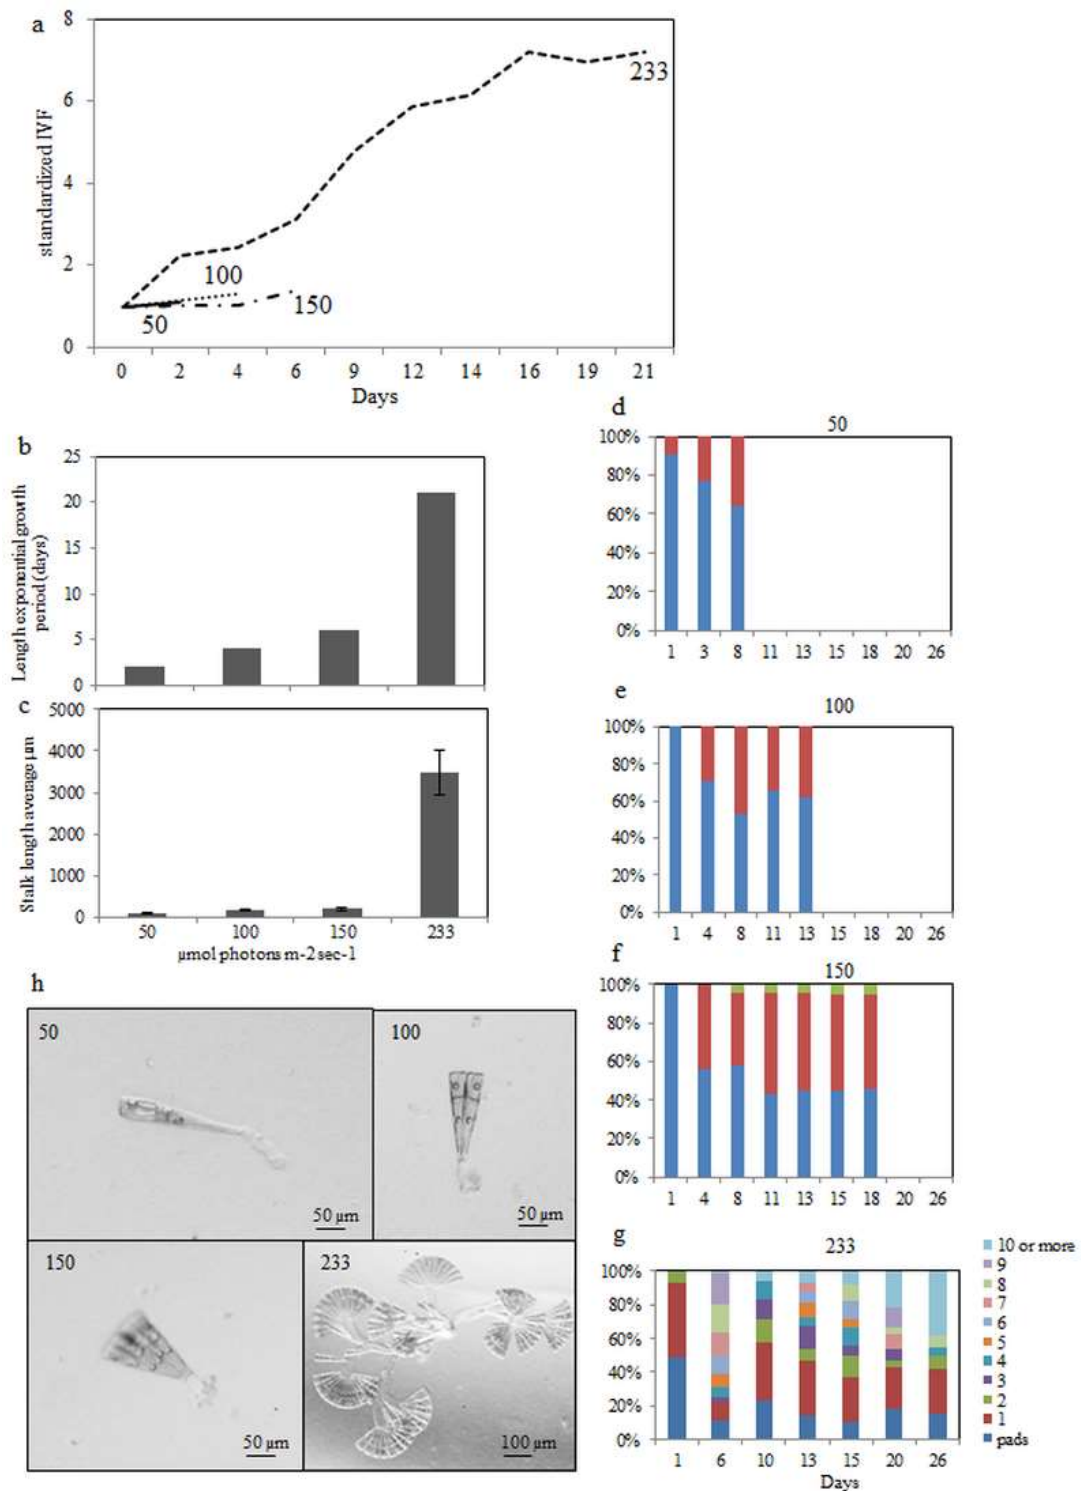 a
8
6
4
2
0
standardized IVF
233
100
50
150
0 2 4 6 9 12 14 16 19 21
Days
b
25
20
15
10
5
0
Length exponential growth
period (days)
c
5000
4000
3000
2000
1000
0
Stalk length average µm
50 100 150 233
µmol photons m-2 sec-1
d
50
100%
80%
60%
40%
20%
0%
1 3 8 11 13 15 18 20 26
e
100
100%
80%
60%
40%
20%
0%
1 4 8 11 13 15 18 20 26
f
150
100%
80%
60%
40%
20%
0%
1 4 8 11 13 15 18 20 26
g
233
100%
80%
60%
40%
20%
0%
1 6 10 13 15 20 26
Days
10 or more
9
8
7
6
5
4
3
2
1
pads
h
50
50 µm
100
50 µm
150
50 µm
233
100 µm